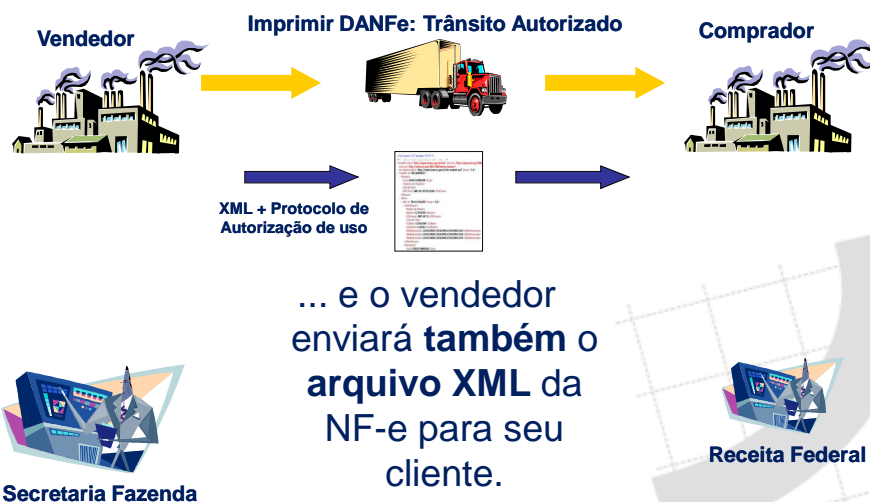 Imprimir DANFe: Trânsito Autorizado
Vendedor
Comprador
XML + Protocolo de
Autorização de uso
... e o vendedor
enviará também o
arquivo XML da
NF-e para seu
cliente.
Secretaria Fazenda
Receita Federal